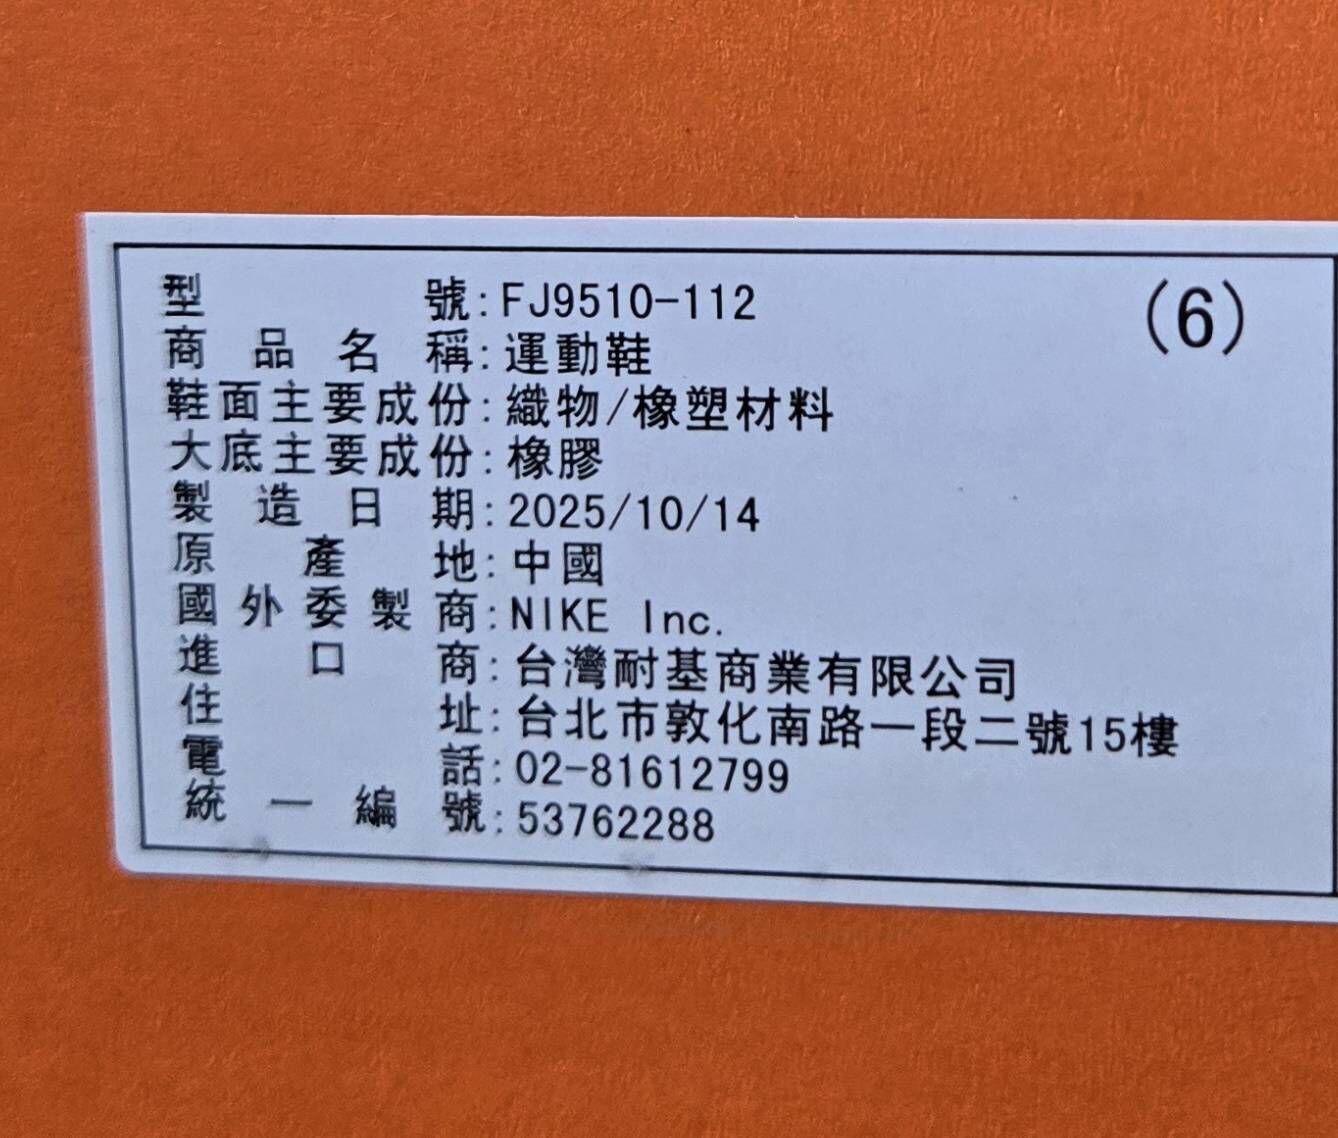 型號:FJ9510-112 (6)
商品名稱:運動鞋
鞋面主要成份:織物/橡塑材料
大底主要成份:橡膠
製造日期:2025/10/14
原產地:中國
國外委製商:NIKE Inc.
進口商:台灣耐基商業有限公司
住址:台北市敦化南路一段二號15樓
電話:02-81612799
統一編號:53762288